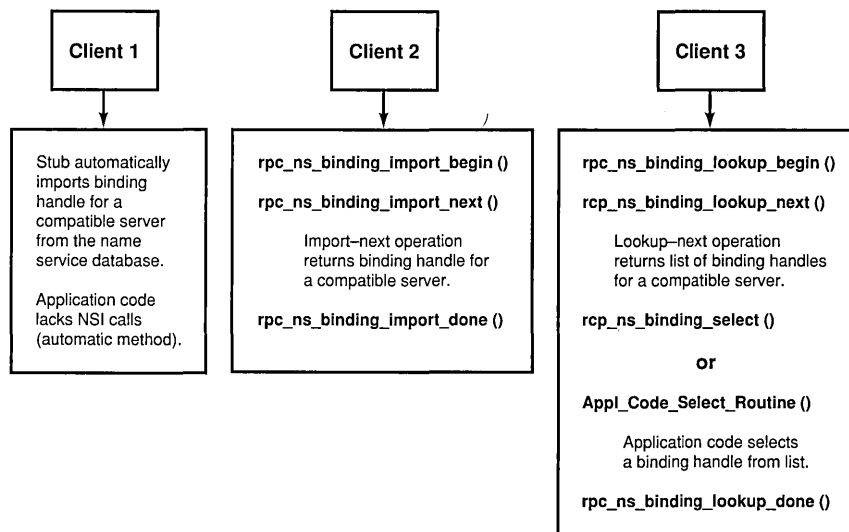 Client 1
Stub automatically
imports binding
handle for a
compatible server
from the name
service database.
Application code
lacks NSI calls
(automatic method).
Client 2
rpc_ns_binding_import_begin ()
rpc_ns_binding_import_next ()
Import–next operation
returns binding handle for
a compatible server.
rpc_ns_binding_import_done ()
Client 3
rpc_ns_binding_lookup_begin ()
rcp_ns_binding_lookup_next ()
Lookup–next operation
returns list of binding handles
for a compatible server.
rcp_ns_binding_select ()
or
Appl_Code_Select_Routine ()
Application code selects
a binding handle from list.
rpc_ns_binding_lookup_done ()